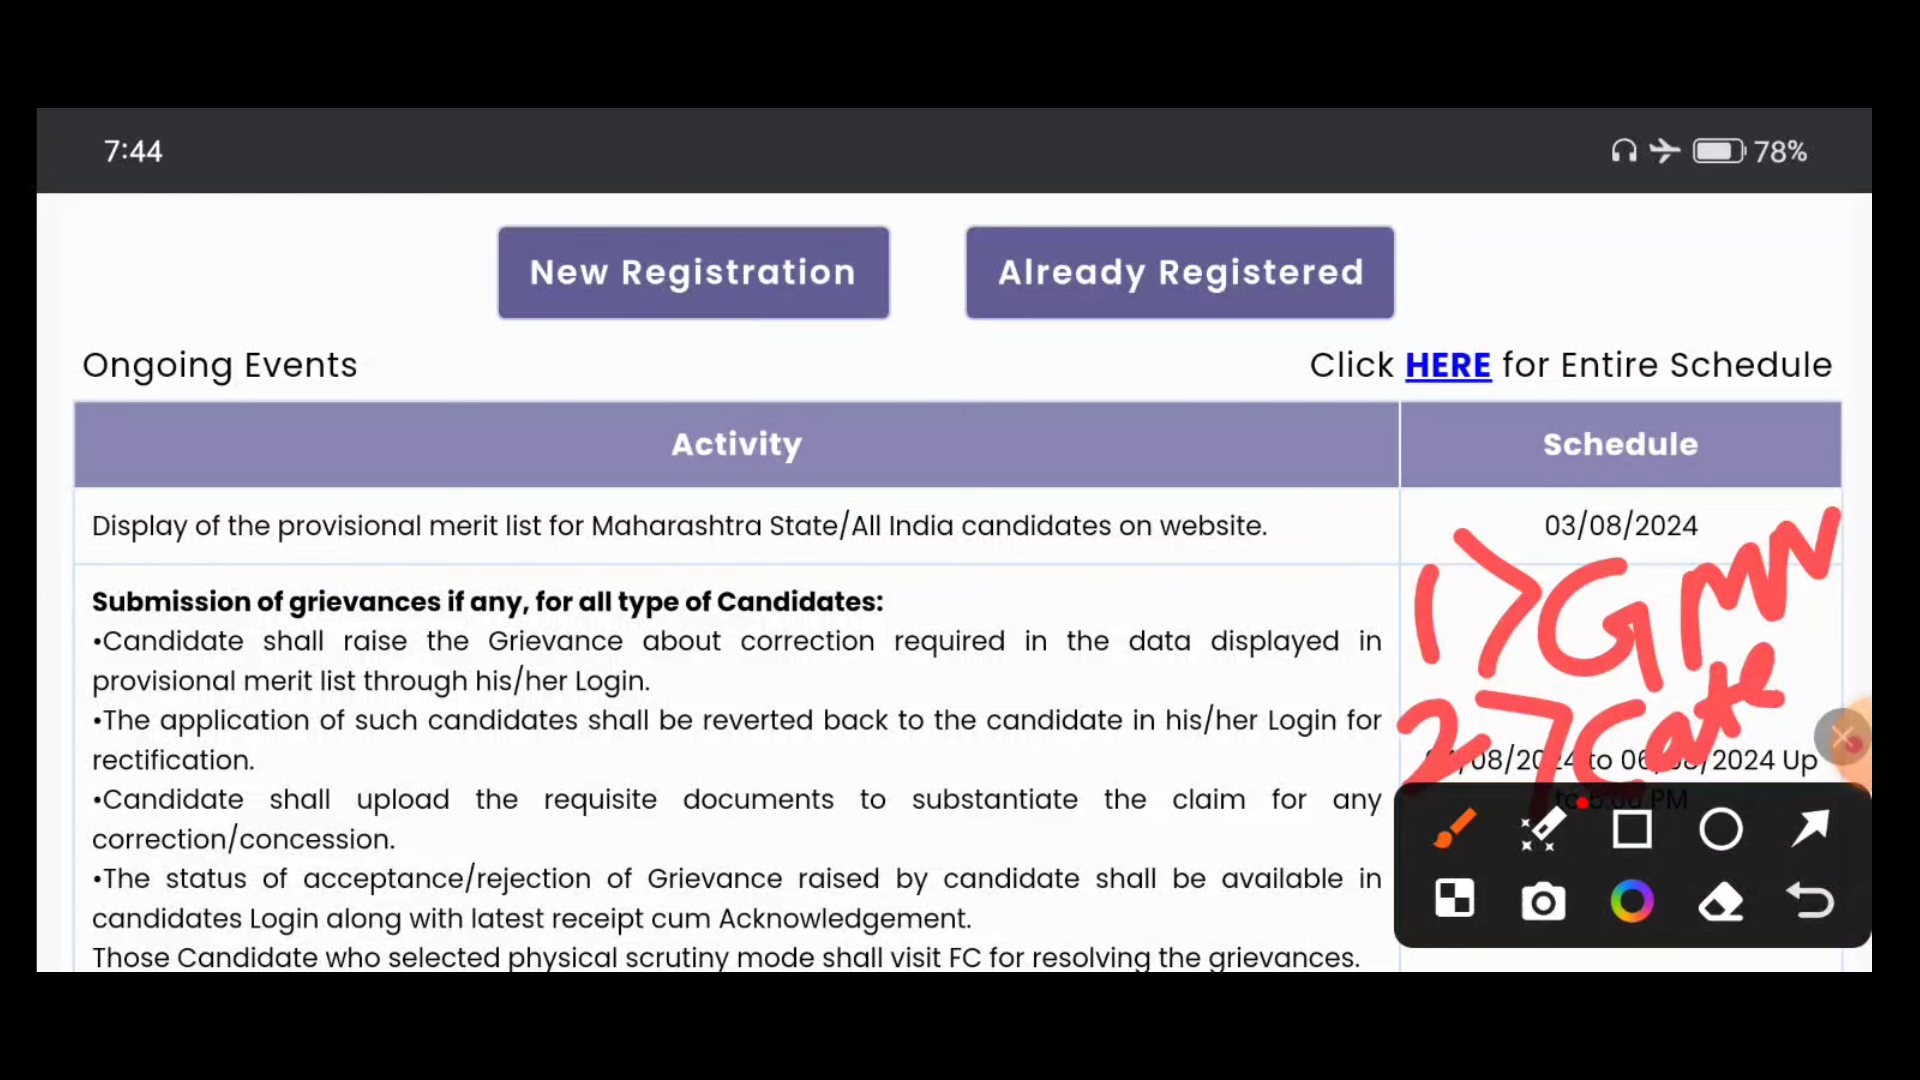 7:44
78%
New Registration
Already Registered
Ongoing Events
Click HERE for Entire Schedule
Activity
Schedule
Display of the provisional merit list for Maharashtra State/All India candidates on website.
03/08/2024
Submission of grievances if any, for all type of Candidates:
•Candidate shall raise the Grievance about correction required in the data displayed in
provisional merit list through his/her Login.
•The application of such candidates shall be reverted back to the candidate in his/her Login for
rectification.
•Candidate shall upload the requisite documents to substantiate the claim for any
correction/concession.
•The status of acceptance/rejection of Grievance raised by candidate shall be available in
candidates Login along with latest receipt cum Acknowledgement.
Those Candidate who selected physical scrutiny mode shall visit FC for resolving the grievances.
/2024 Up
PM
1>
2> Cate